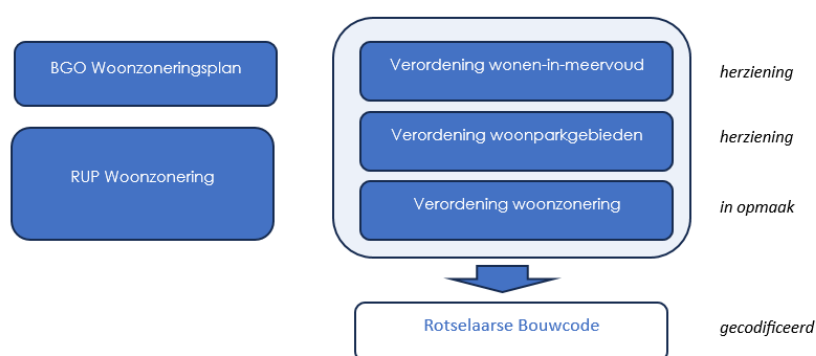 BGO Woonzoneringsplan
RUP Woonzonering
Verordening wonen-in-meervoud
herziening
Verordening woonparkgebieden
herziening
Verordening woonzonering
in opmaak
Rotselaarse Bouwcode
gecodificeerd